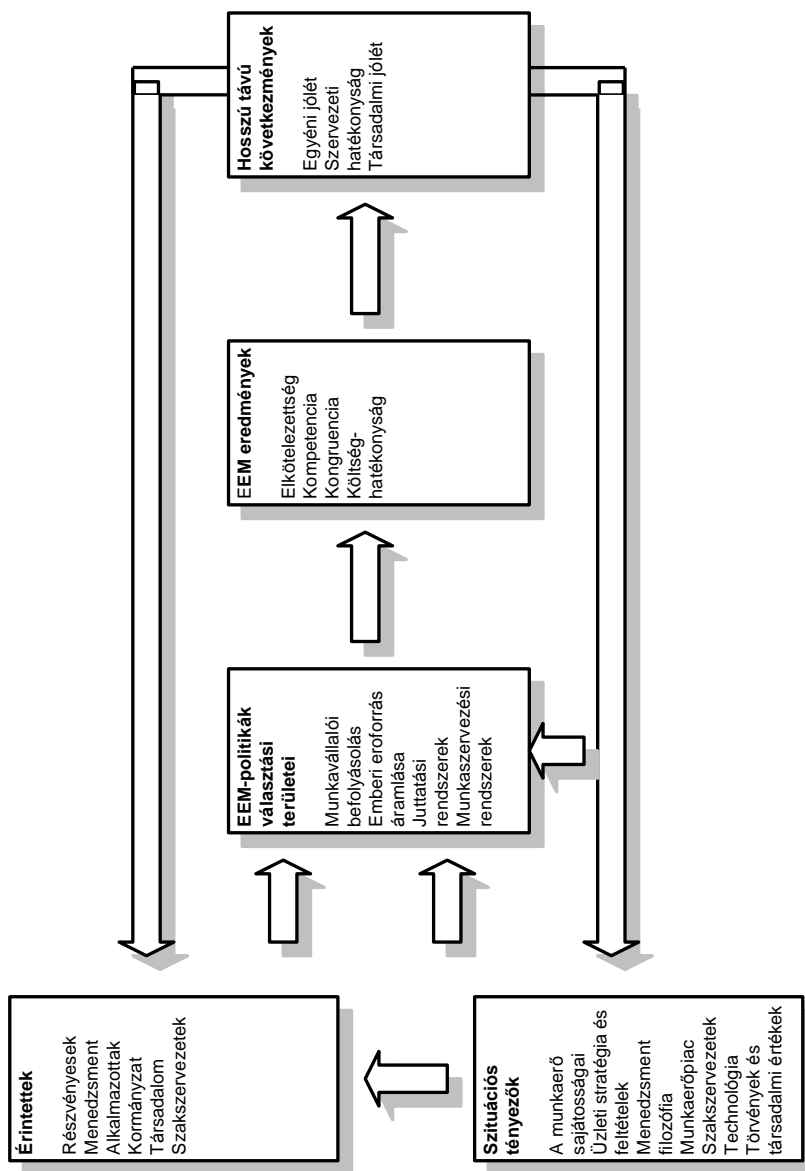 Érintettek
Részvényesek
Menedzsment
Alkalmazottak
Kormányzat
Társadalom
Szakszervezetek
Szituációs
tényezők
A munkaerő
sajátosságai
Üzleti stratégia és
feltételek
Menedzsment
filozófia
Munkaerőpiac
Szakszervezetek
Technológia
Törvények és
társadalmi értékek
EEM-politikák
választási
területei
Munkavállalói
befolyásolás
Emberi eroforrás
áramlása
Juttatási
rendszerek
Munkaszervezési
rendszerek
EEM eredmények
Elkötelezettség
Kompetencia
Kongruencia
Költség-
hatékonyság
Hosszú távú
következmények
Egyéni jólét
Szervezeti
hatékonyság
Társadalmi jólét